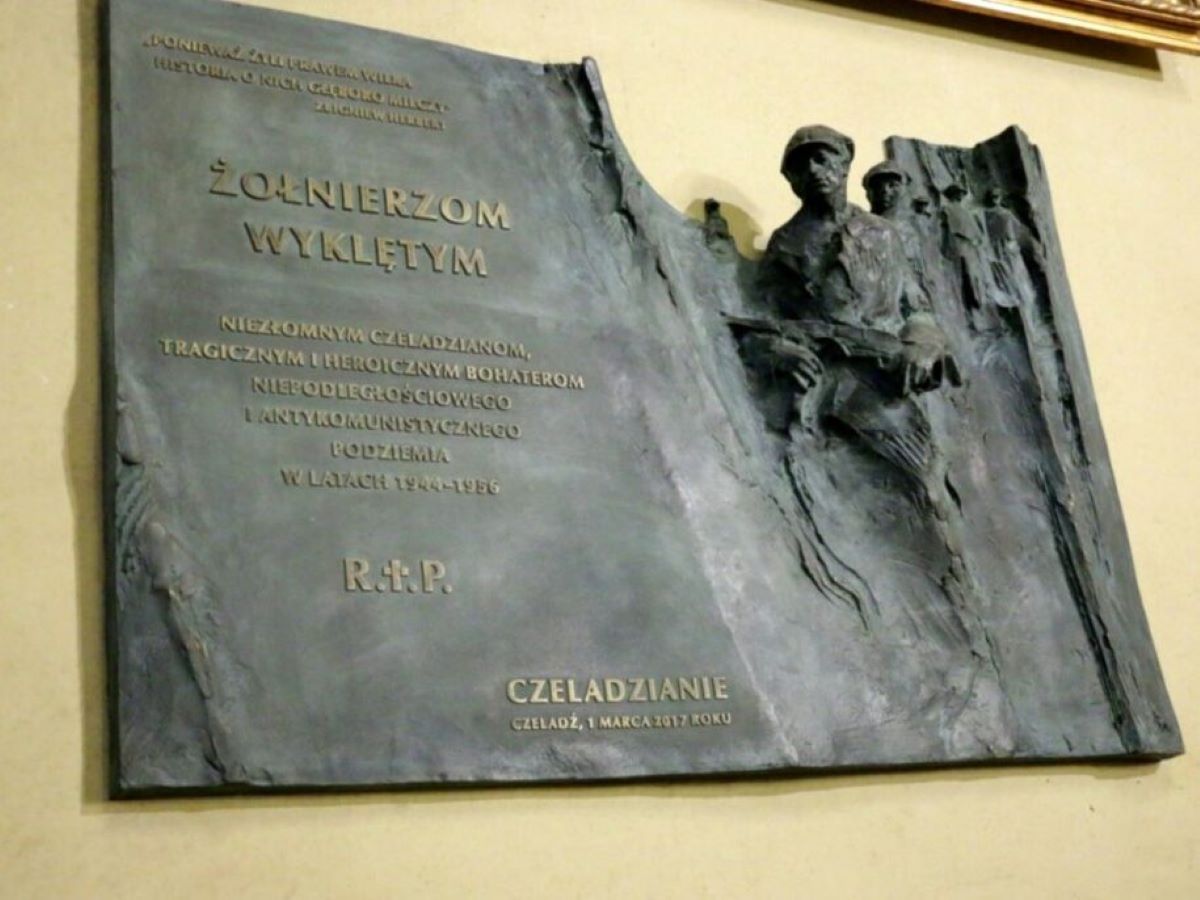 „PONIEWAŻ ŻYLI PRAWEM WILKA
HISTORIA O NICH GŁĘBOKO MILCZY"
ZBIGNIEW HERBERT
ŻOŁNIERZOM
WYKLĘTYM
NIEZŁOMNYM CZELADZIANOM,
TRAGICZNYM I HEROICZNYM BOHATEROM
NIEPODLEGŁOŚCIOWEGO
I ANTYKOMUNISTYCZNEGO
PODZIEMIA
W LATACH 1944-1956
R.✝.P.
CZELADZIANIE
CZELADŹ, 1 MARCA 2017 ROKU